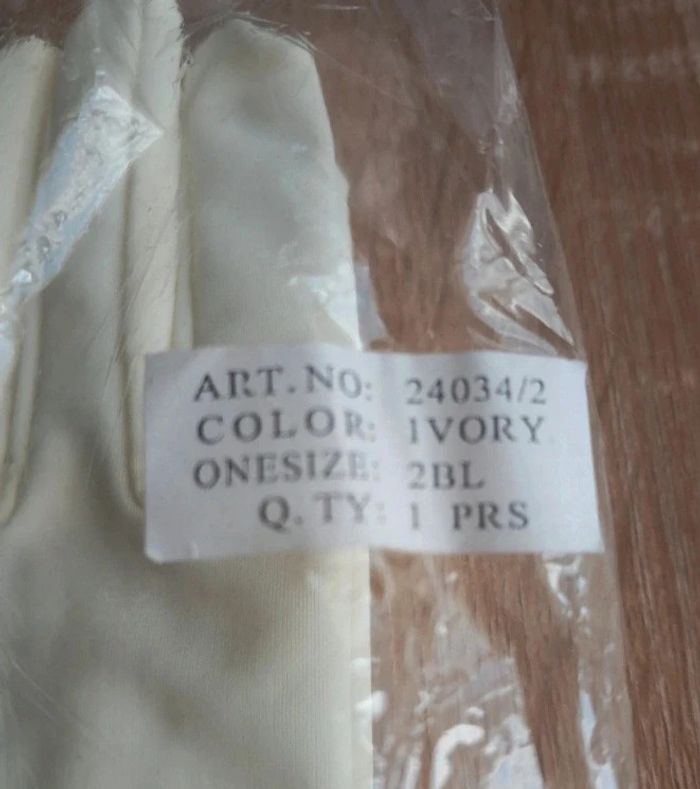 ART.NO: 24034/2
COLOR: IVORY
ONESIZE: 2BL
Q.TY: 1 PRS